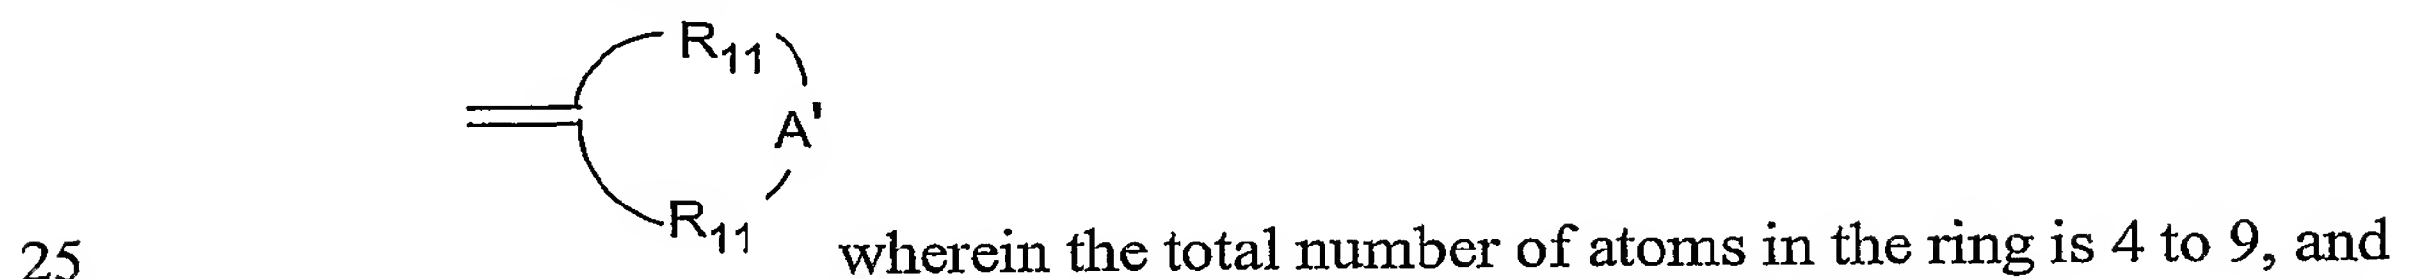 R11
A'
R11
25 wherein the total number of atoms in the ring is 4 to 9, and